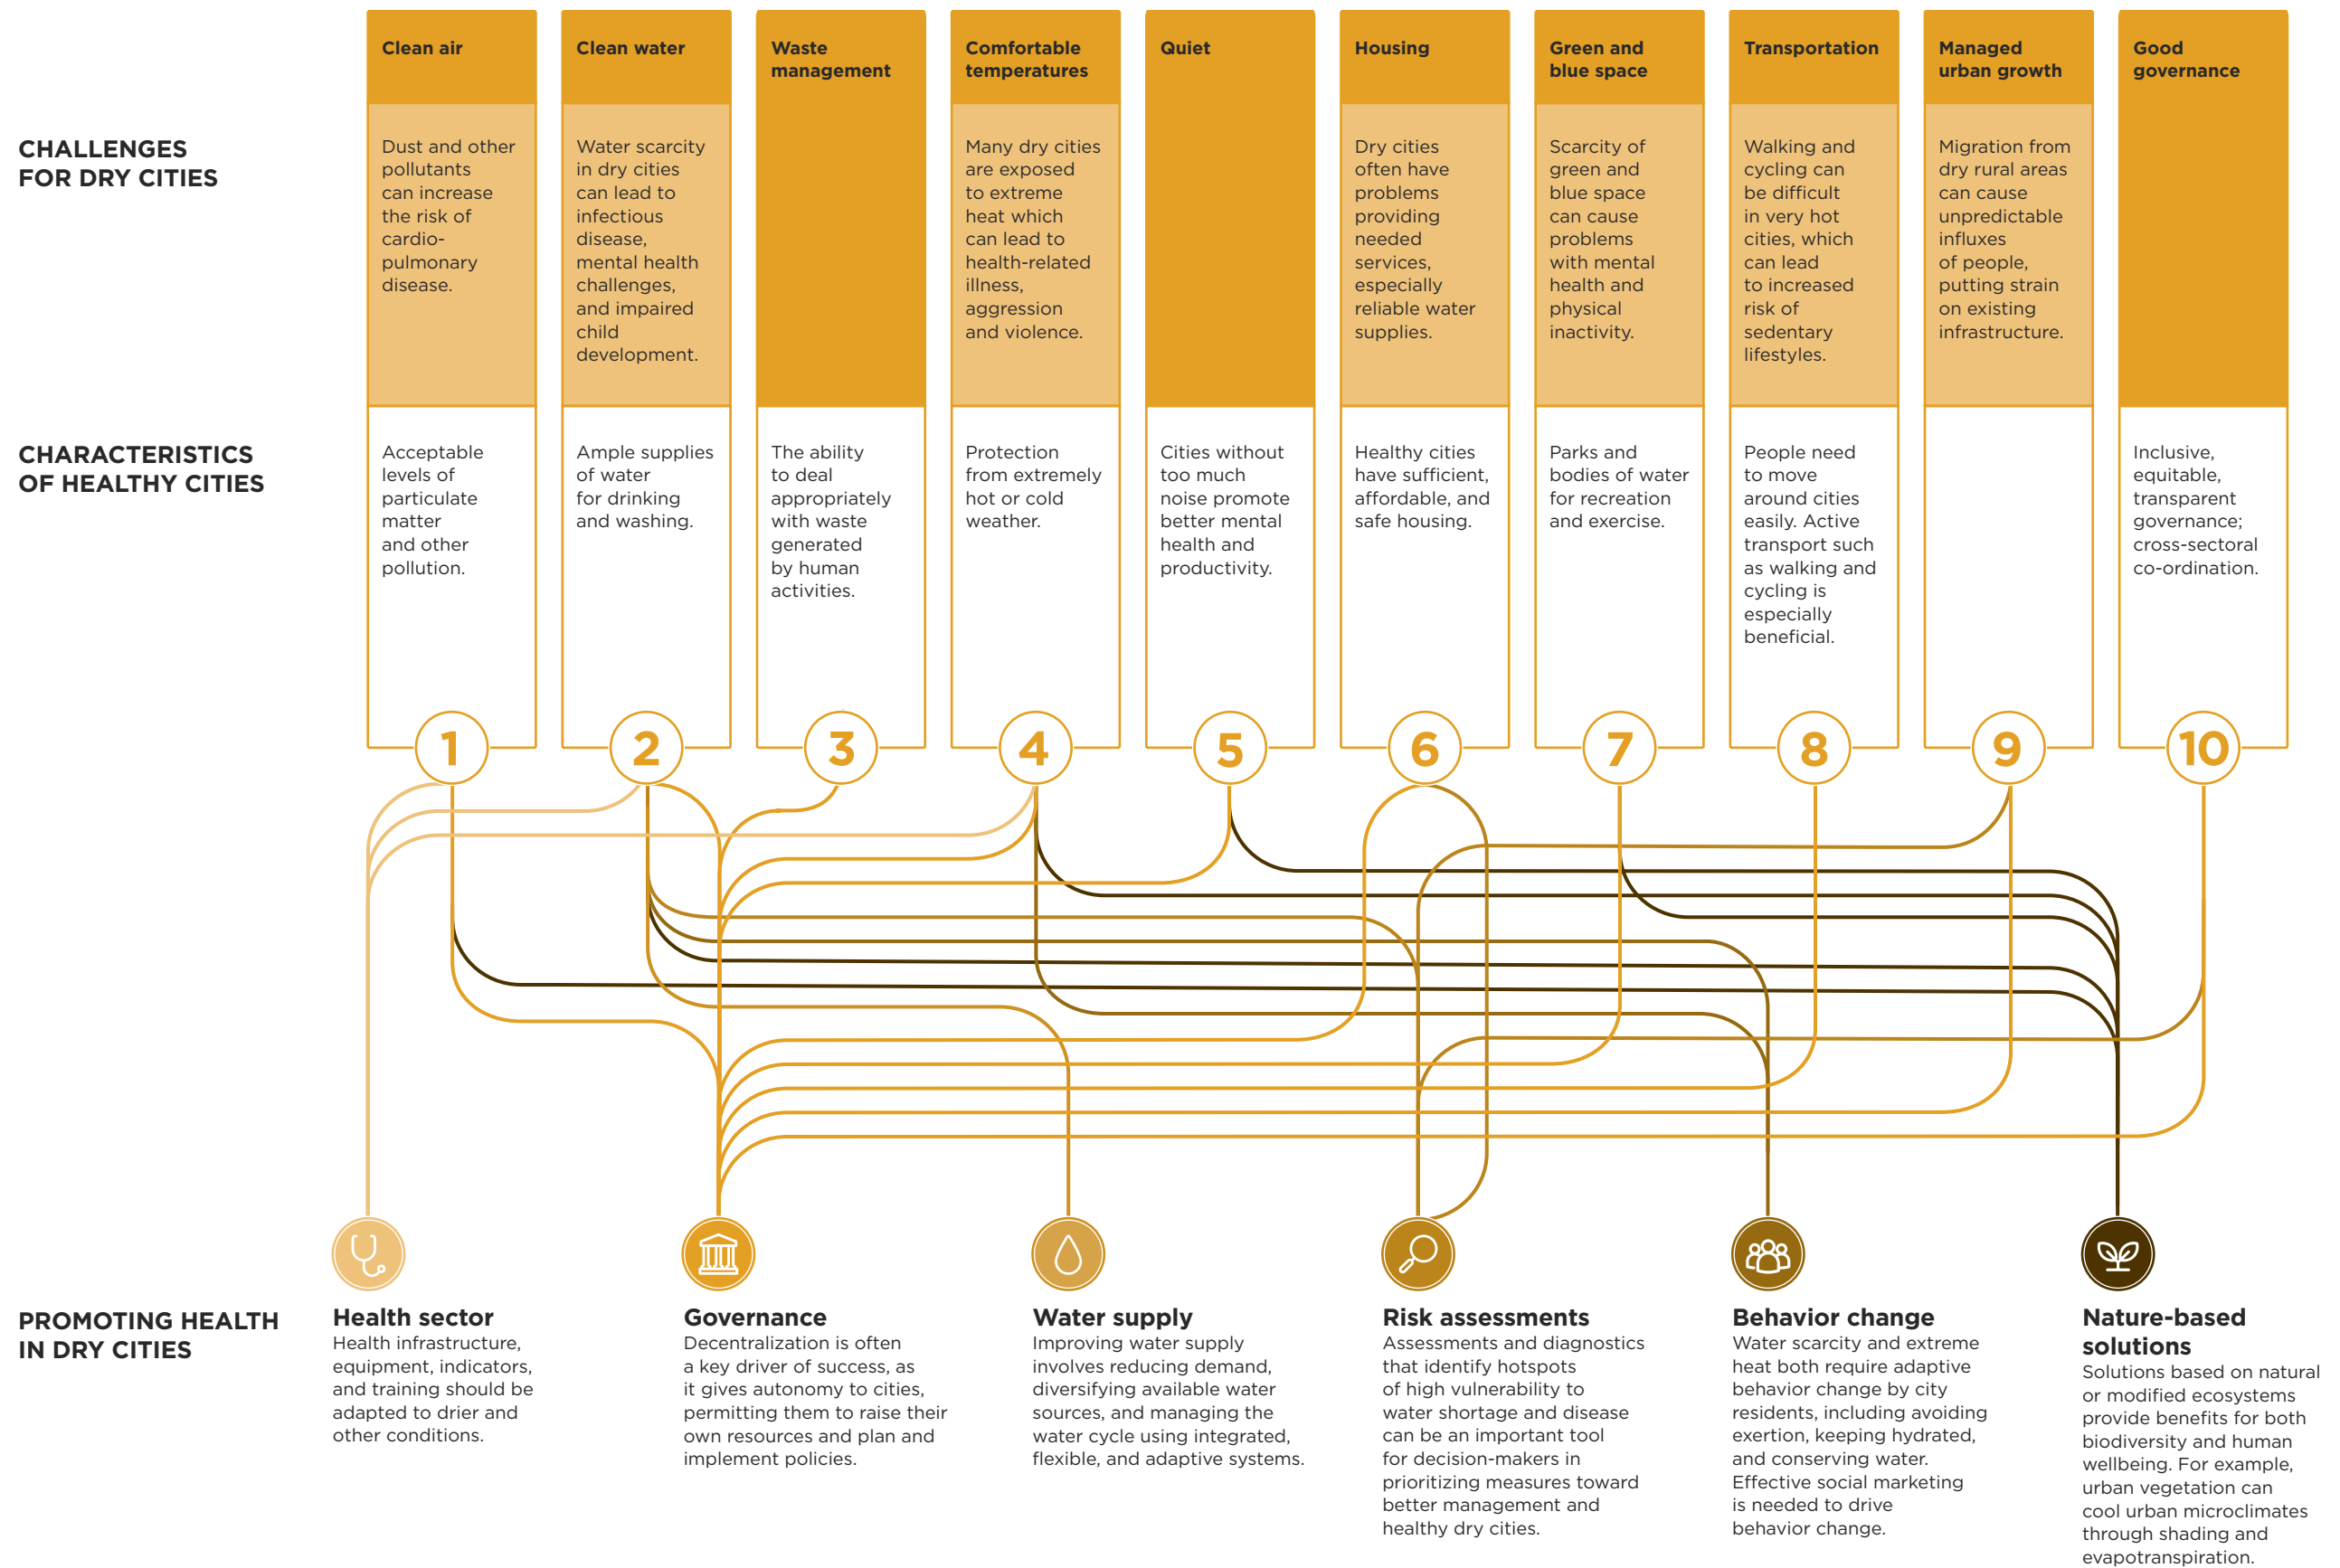 Clean air
Clean water
Waste
management
Comfortable
temperatures
Quiet
Housing
Green and
blue space
Transportation
Managed
urban growth
Good
governance
CHALLENGES
FOR DRY CITIES
Dust and other
pollutants
can increase
the risk of
cardio-
pulmonary
disease.
Water scarcity
in dry cities
can lead to
infectious
disease,
mental health
challenges,
and impaired
child
development.
Many dry cities
are exposed
to extreme
heat which
can lead to
health-related
illness,
aggression
and violence.
Dry cities
often have
problems
providing
needed
services,
especially
reliable water
supplies.
Scarcity of
green and
blue space
can cause
problems
with mental
health and
physical
inactivity.
Walking and
cycling can
be difficult
in very hot
cities, which
can lead
to increased
risk of
sedentary
lifestyles.
Migration from
dry rural areas
can cause
unpredictable
influxes
of people,
putting strain
on existing
infrastructure.
CHARACTERISTICS
OF HEALTHY CITIES
Acceptable
levels of
particulate
matter
and other
pollution.
Ample supplies
of water
for drinking
and washing.
The ability
to deal
appropriately
with waste
generated
by human
activities.
Protection
from extremely
hot or cold
weather.
Cities without
too much
noise promote
better mental
health and
productivity.
Healthy cities
have sufficient,
affordable, and
safe housing.
Parks and
bodies of water
for recreation
and exercise.
People need
to move
around cities
easily. Active
transport such
as walking and
cycling is
especially
beneficial.
Inclusive,
equitable,
transparent
governance;
cross-sectoral
co-ordination.
1
2
3
4
5
6
7
8
9
10
PROMOTING HEALTH
IN DRY CITIES
Health sector
Health infrastructure,
equipment, indicators,
and training should be
adapted to drier and
other conditions.
Governance
Decentralization is often
a key driver of success, as
it gives autonomy to cities,
permitting them to raise their
own resources and plan and
implement policies.
Water supply
Improving water supply
involves reducing demand,
diversifying available water
sources, and managing the
water cycle using integrated,
flexible, and adaptive systems.
Risk assessments
Assessments and diagnostics
that identify hotspots
of high vulnerability to
water shortage and disease
can be an important tool
for decision-makers in
prioritizing measures toward
better management and
healthy dry cities.
Behavior change
Water scarcity and extreme
heat both require adaptive
behavior change by city
residents, including avoiding
exertion, keeping hydrated,
and conserving water.
Effective social marketing
is needed to drive
behavior change.
Nature-based
solutions
Solutions based on natural
or modified ecosystems
provide benefits for both
biodiversity and human
wellbeing. For example,
urban vegetation can
cool urban microclimates
through shading and
evapotranspiration.